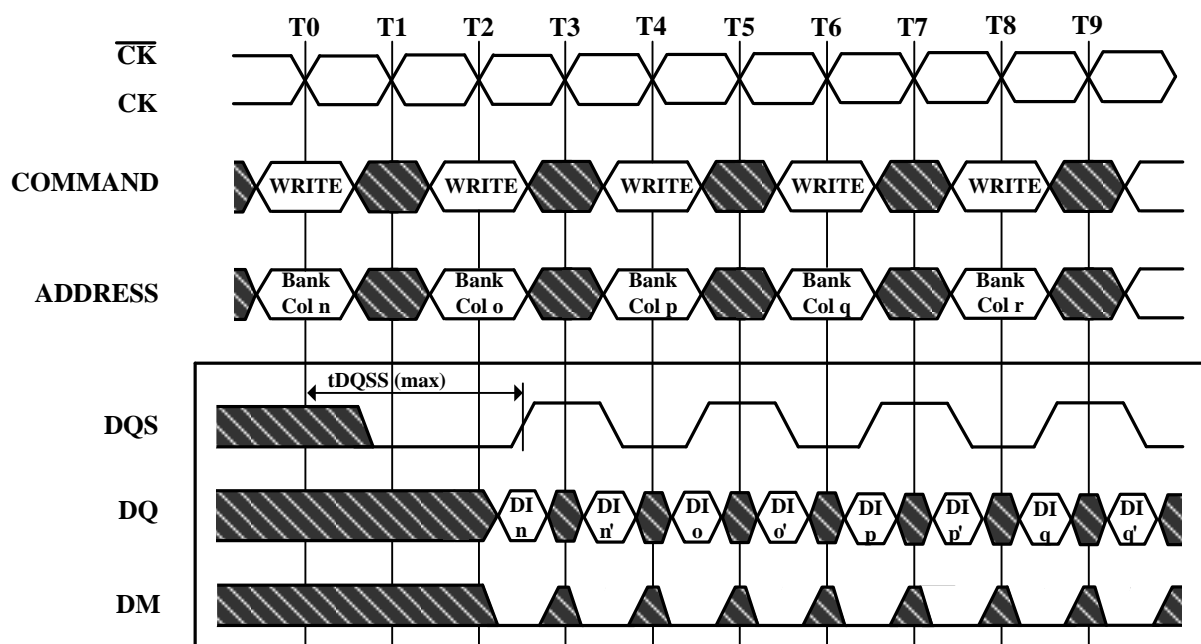 T0 T1 T2 T3 T4 T5 T6 T7 T8 T9
CK
CK
COMMAND WRITE WRITE WRITE WRITE WRITE
ADDRESS
Bank Bank Bank Bank Bank
Col n Col o Col p Col q Col r
tDQSS (max)
DQS
DQ
DI DI DI DI DI DI DI DI
n n' o o' p p' q q'
DM